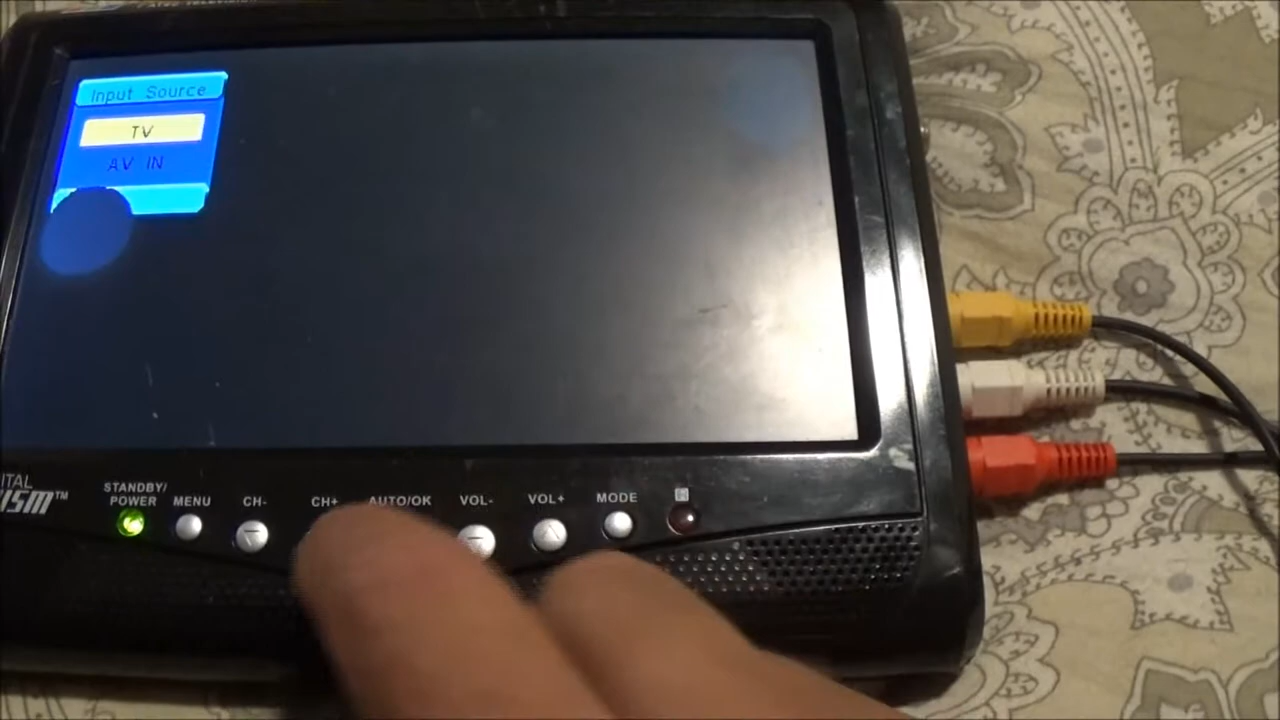 Input Source
TV
AV IN
STANDBY/
POWER
MENU
CH-
CH+
AUTO/OK
VOL-
VOL+
MODE